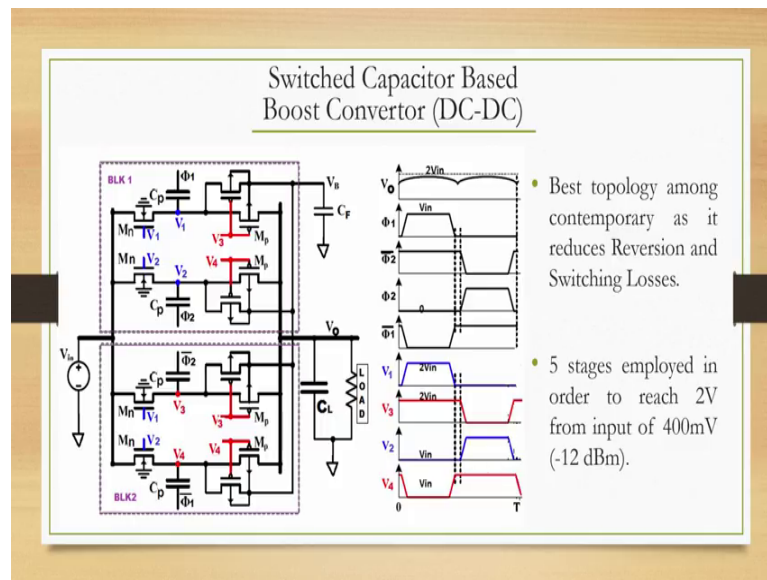 Switched Capacitor Based
Boost Convertor (DC-DC)
BLK 1
Φ1
Cp
V1
Mn
V1
V3
Mp
VB
CF
Mn
V2
V2
V4
Mp
Cp
Φ2
Vin
Vo
Φ̅2
Cp
V3
Mn
V1
V3
Mp
CL
LOAD
Mn
V2
V4
V4
Mp
Cp
Φ̅1
BLK2
Vo
2Vin
Φ1
Vin
Φ̅2
Φ2
0
Φ̅1
V1
2Vin
V3
2Vin
V2
Vin
V4
Vin
0
T
• Best topology among
contemporary as it
reduces Reversion and
Switching Losses.
• 5 stages employed in
order to reach 2V
from input of 400mV
(-12 dBm).